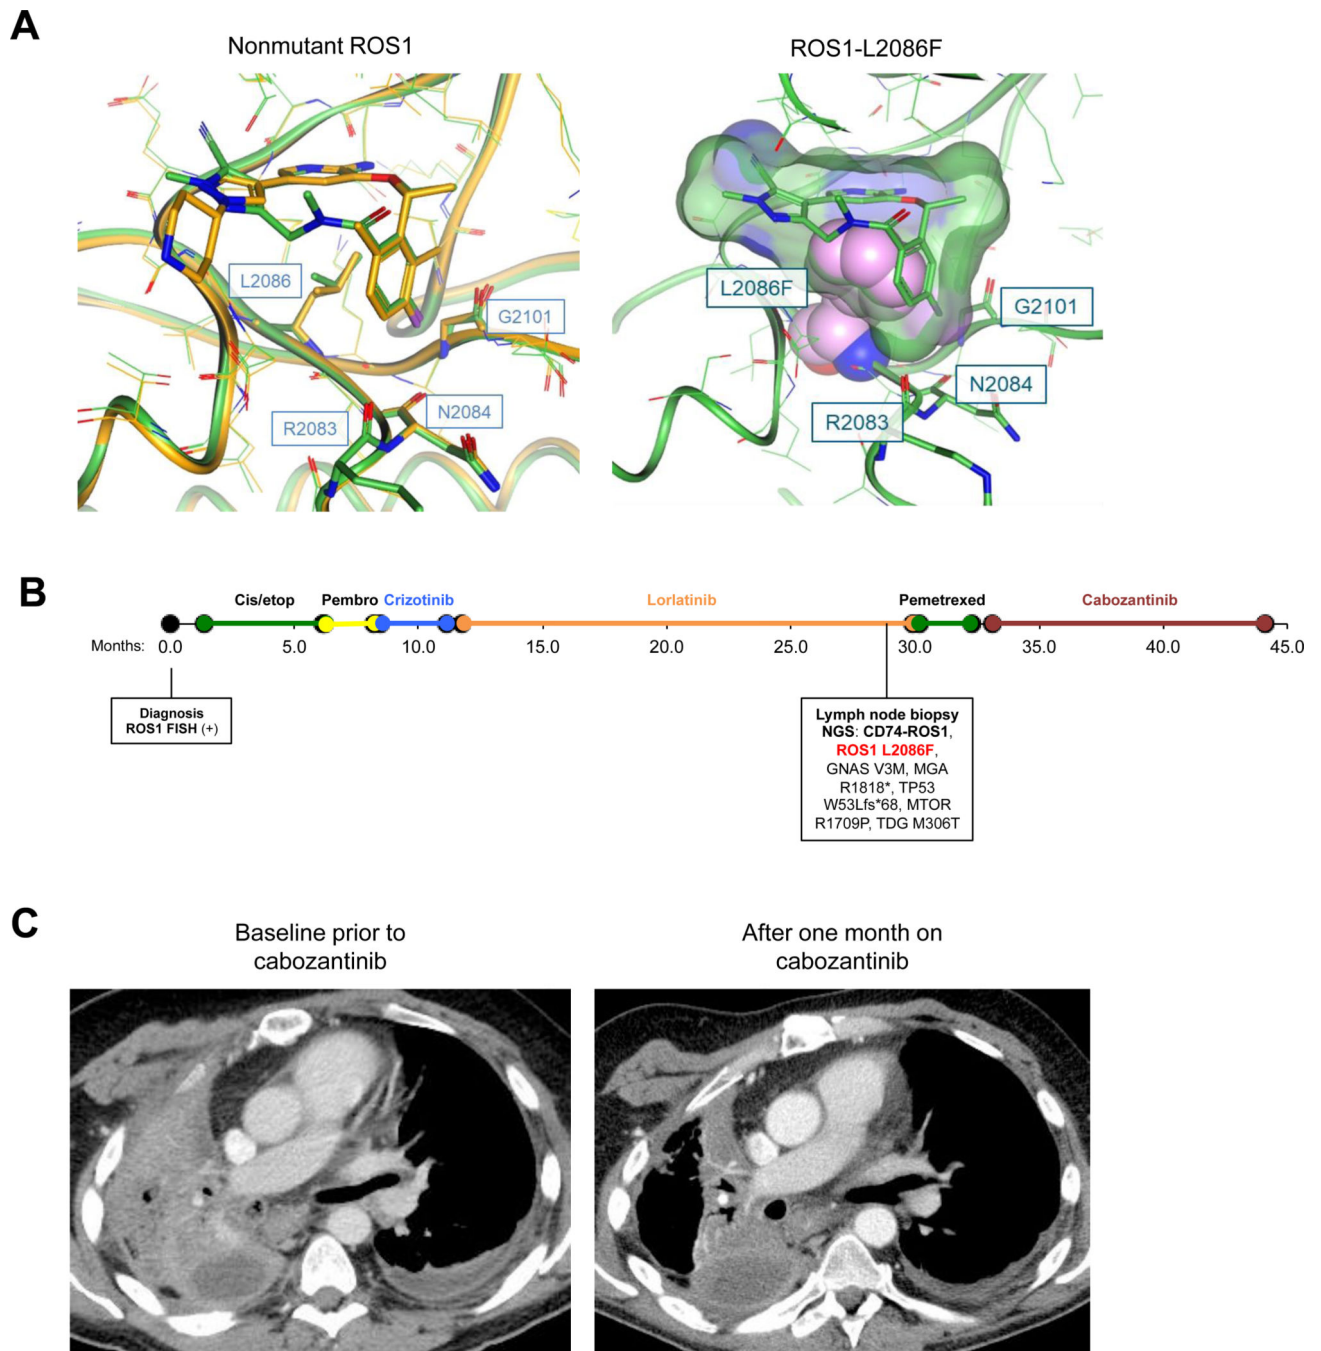 A
Nonmutant ROS1
ROS1-L2086F
L2086
G2101
N2084
R2083
L2086F
G2101
N2084
R2083
B
Cis/etop
Pembro
Crizotinib
Lorlatinib
Pemetrexed
Cabozantinib
Months:
0.0
5.0
10.0
15.0
20.0
25.0
30.0
35.0
40.0
45.0
Diagnosis
ROS1 FISH (+)
Lymph node biopsy
NGS: CD74-ROS1,
ROS1 L2086F,
GNAS V3M, MGA
R1818*, TP53
W53Lfs*68, MTOR
R1709P, TDG M306T
C
Baseline prior to
cabozantinib
After one month on
cabozantinib